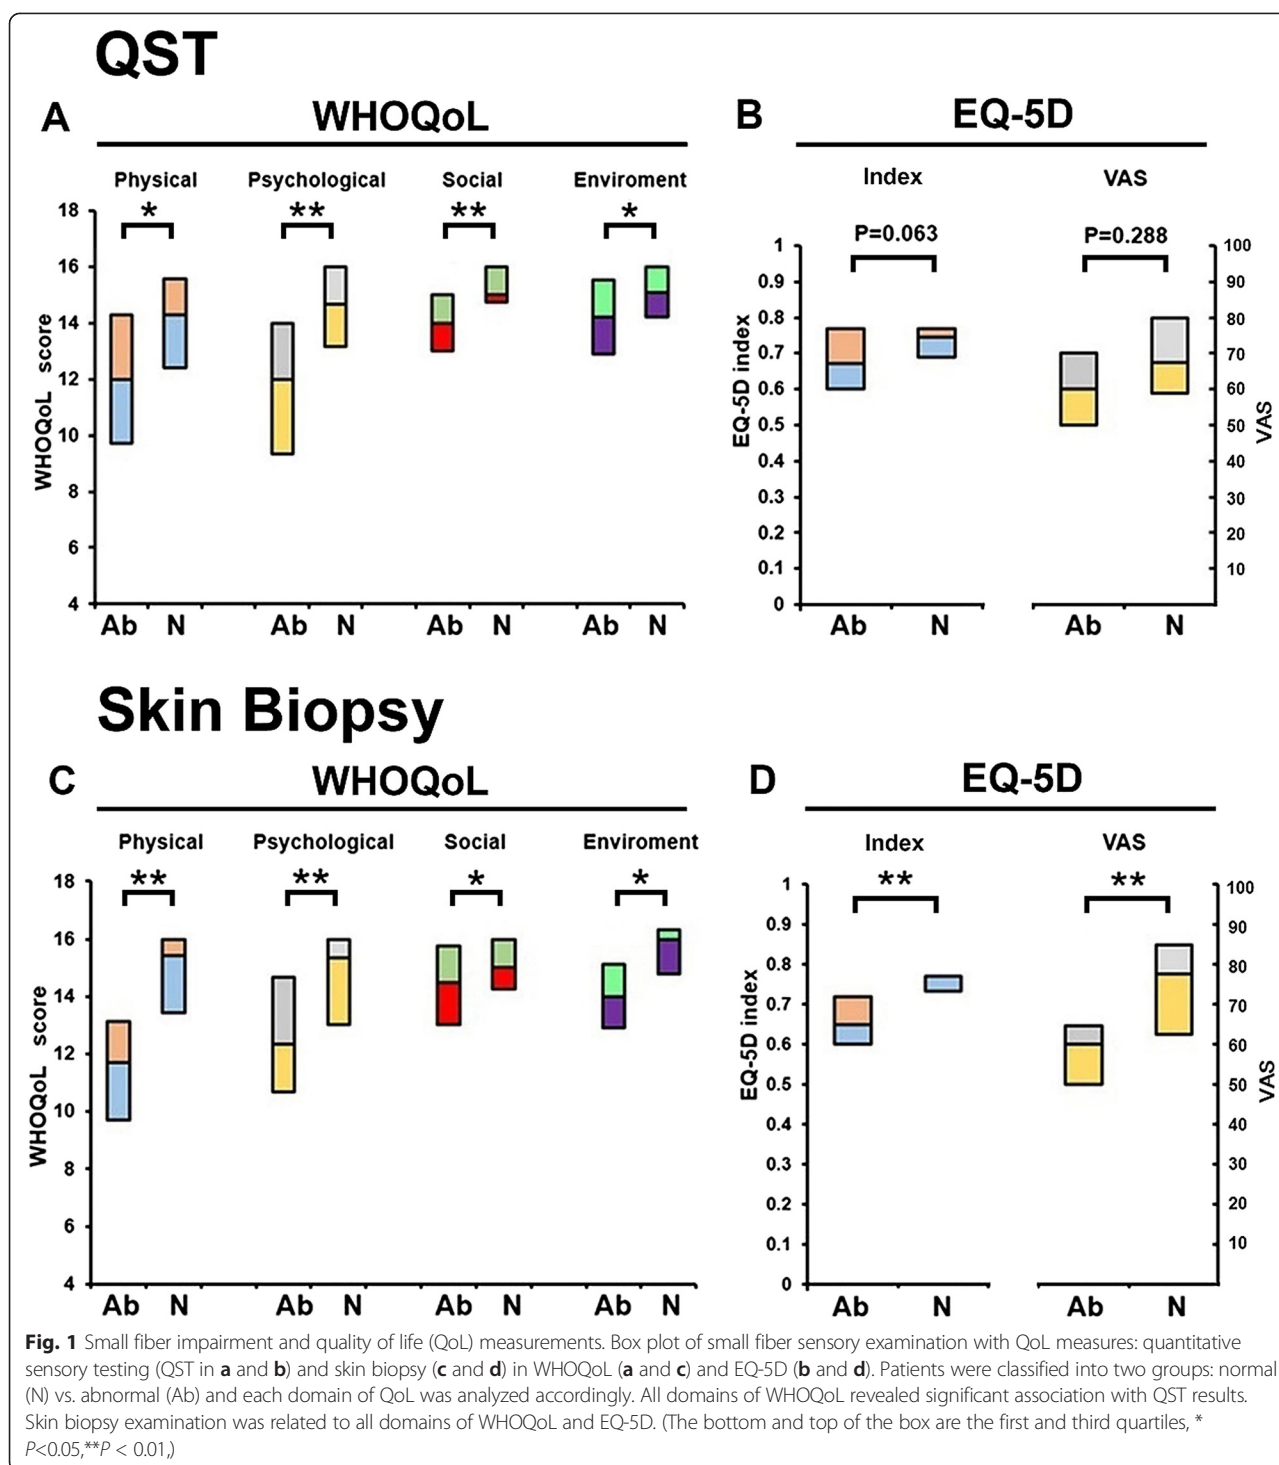 QST
A
WHOQoL
B
EQ-5D
Physical Psychological Social Enviroment
* ** ** *
Index VAS
P=0.063 P=0.288
WHOQoL score
18
16
14
12
10
8
6
4
Ab N Ab N Ab N Ab N
EQ-5D index
1
0.9
0.8
0.7
0.6
0.5
0.4
0.3
0.2
0.1
0
Ab N Ab N
100
90
80
70
60
50
40
30
20
10
VAS
Skin Biopsy
C
WHOQoL
D
EQ-5D
Physical Psychological Social Enviroment
** ** * *
Index VAS
** **
WHOQoL score
18
16
14
12
10
8
6
4
Ab N Ab N Ab N Ab N
EQ-5D index
1
0.9
0.8
0.7
0.6
0.5
0.4
0.3
0.2
0.1
0
Ab N Ab N
100
90
80
70
60
50
40
30
20
10
VAS
Fig. 1 Small fiber impairment and quality of life (QoL) measurements. Box plot of small fiber sensory examination with QoL measures: quantitative
sensory testing (QST in a and b) and skin biopsy (c and d) in WHOQoL (a and c) and EQ-5D (b and d). Patients were classified into two groups: normal
(N) vs. abnormal (Ab) and each domain of QoL was analyzed accordingly. All domains of WHOQoL revealed significant association with QST results.
Skin biopsy examination was related to all domains of WHOQoL and EQ-5D. (The bottom and top of the box are the first and third quartiles, *
P<0.05,**P < 0.01,)